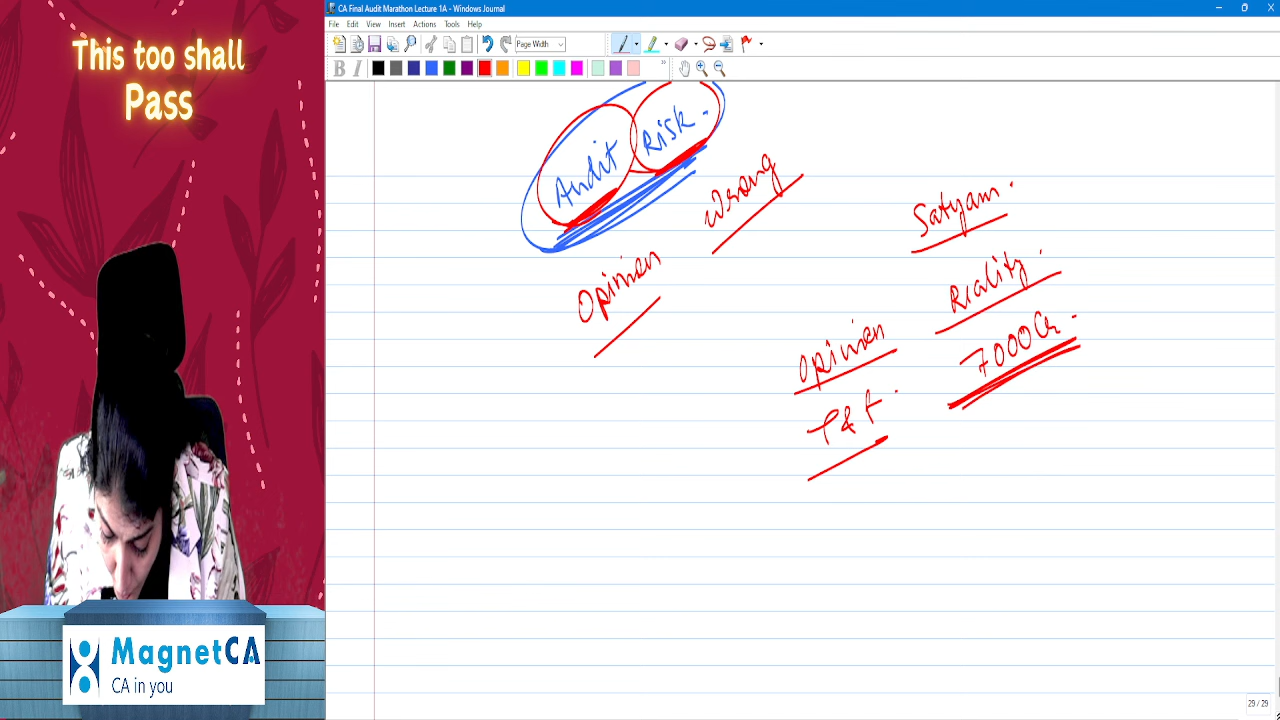 This too shall
Pass
CA Final Audit Marathon Lecture 1A - Windows Journal
File Edit View Insert Actions Tools Help
Page Width
B I
Audit Risk.
Opinion Wrong
Satyam.
Reality.
7000Cr.
Opinion
T&F.
MagnetCA
CA in you
29 / 29